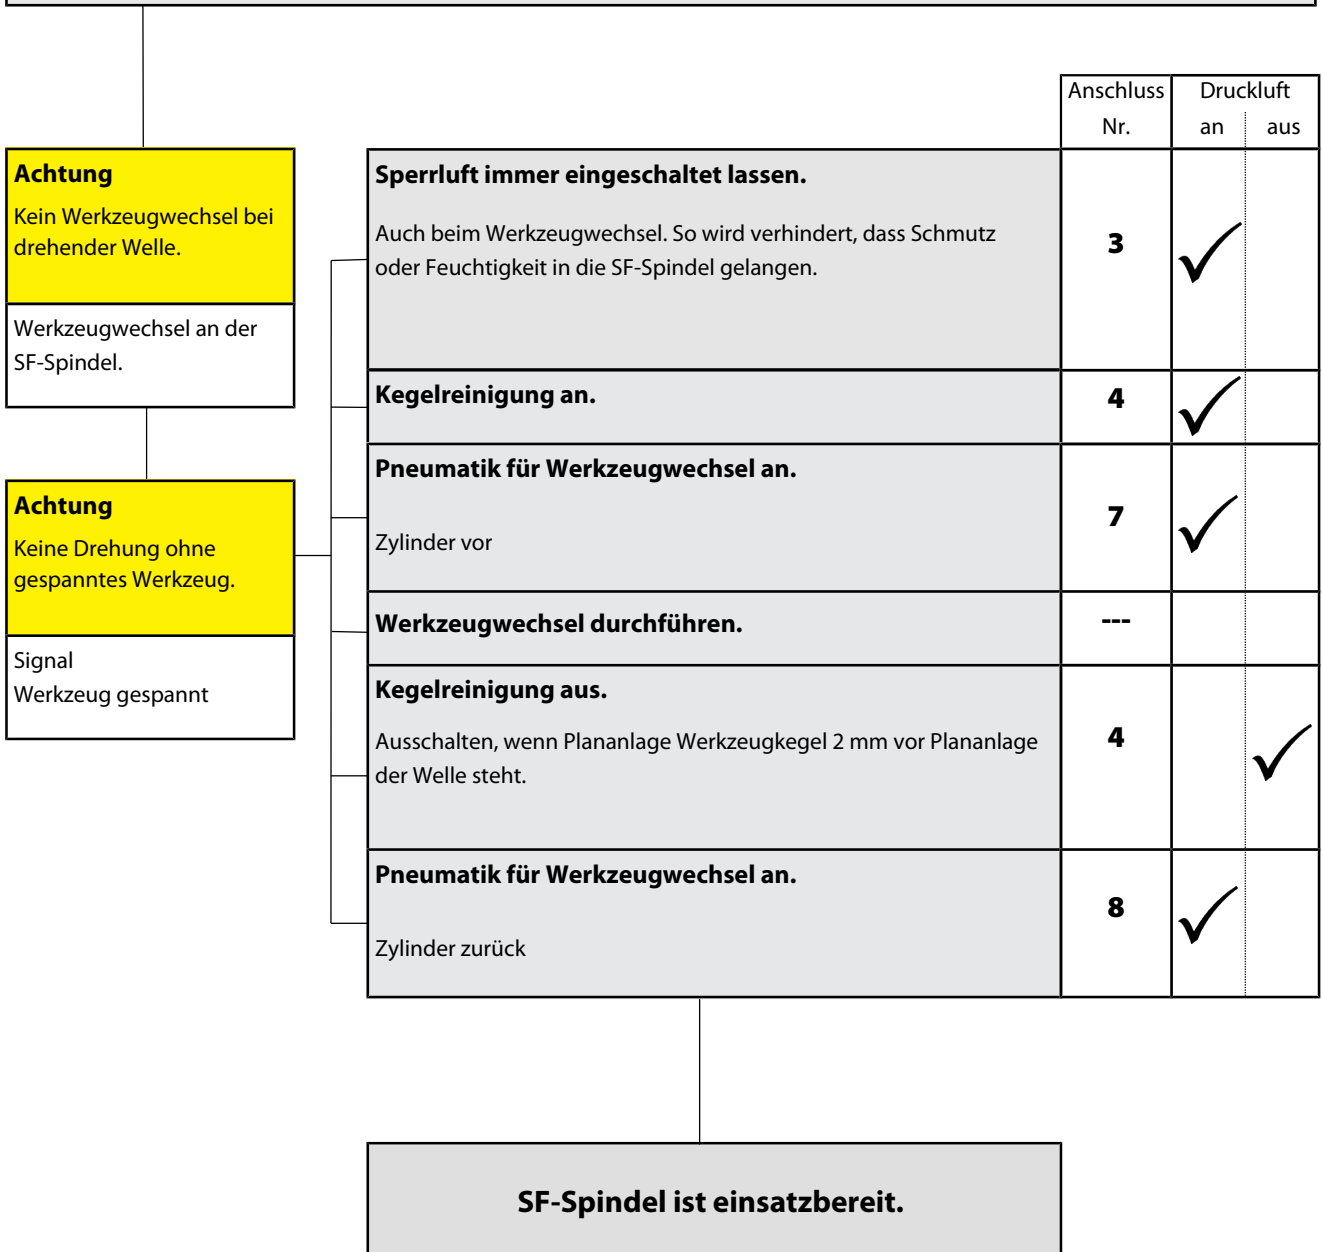 Anschluss
Nr.
Druckluft
an aus
Achtung
Kein Werkzeugwechsel bei
drehender Welle.
Werkzeugwechsel an der
SF-Spindel.
Achtung
Keine Drehung ohne
gespanntes Werkzeug.
Signal
Werkzeug gespannt
Sperrluft immer eingeschaltet lassen.
Auch beim Werkzeugwechsel. So wird verhindert, dass Schmutz
oder Feuchtigkeit in die SF-Spindel gelangen.
3
Kegelreinigung an.
4
Pneumatik für Werkzeugwechsel an.
Zylinder vor
7
Werkzeugwechsel durchführen.
---
Kegelreinigung aus.
Ausschalten, wenn Plananlage Werkzeugkegel 2 mm vor Plananlage
der Welle steht.
4
Pneumatik für Werkzeugwechsel an.
Zylinder zurück
8
SF-Spindel ist einsatzbereit.